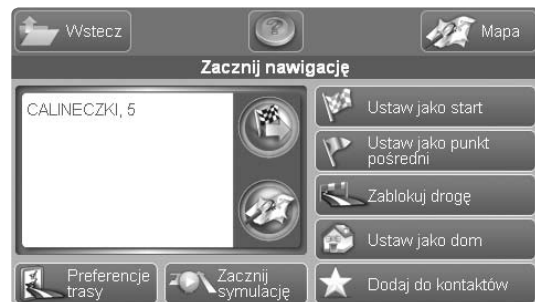 Wstecz
Mapa
Zacznij nawigację
CALINECZKI, 5
Ustaw jako start
Ustaw jako punkt
pośredni
Zablokuj drogę
Ustaw jako dom
Preferencje
trasy
Zacznij
symulację
Dodaj do kontaktów